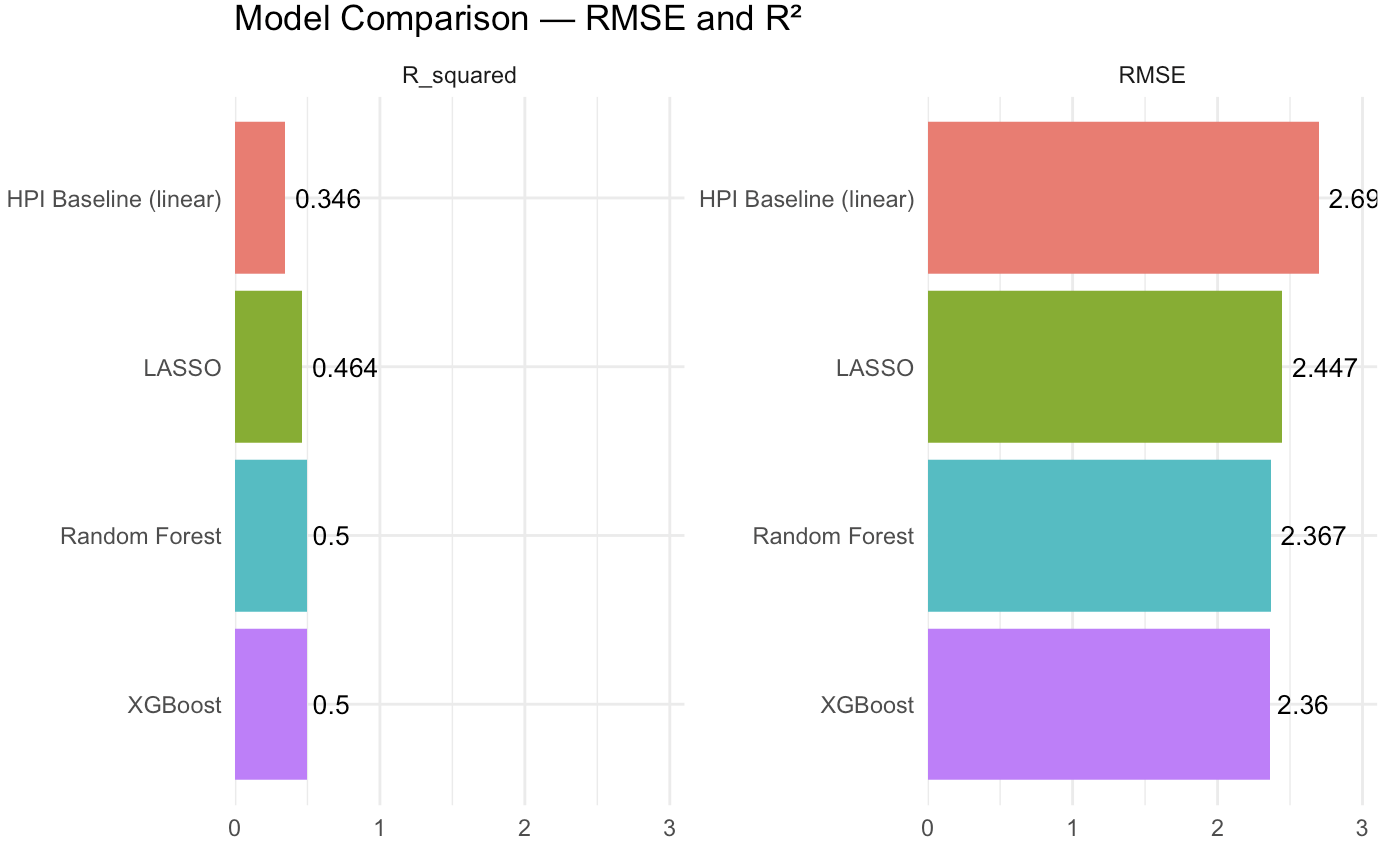 Model Comparison — RMSE and R²
R_squared
RMSE
HPI Baseline (linear)
0.346
HPI Baseline (linear)
2.69
LASSO
0.464
LASSO
2.447
Random Forest
0.5
Random Forest
2.367
XGBoost
0.5
XGBoost
2.36
0 1 2 3
0 1 2 3